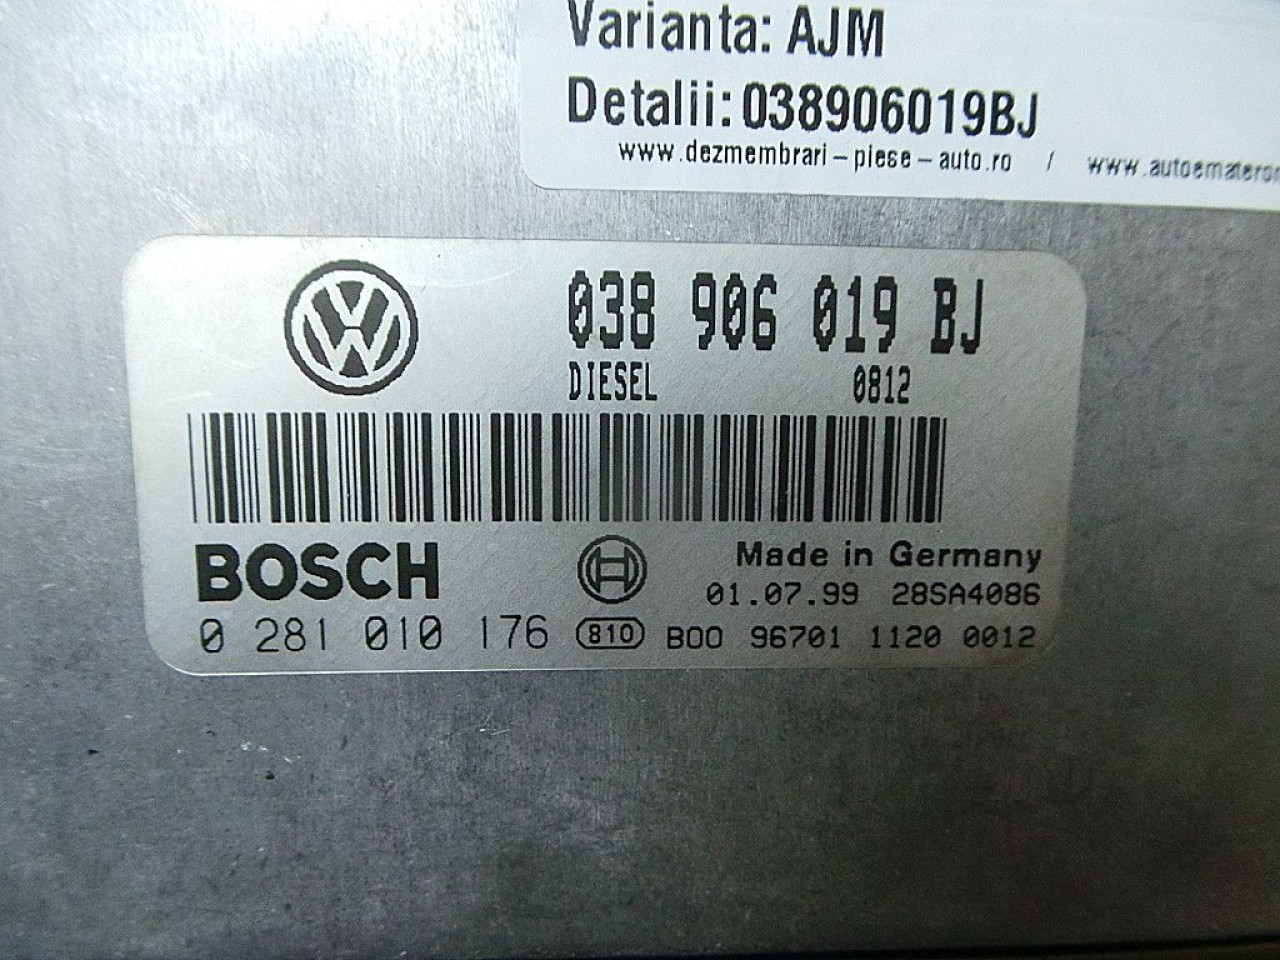 Varianta: AJM
Detalii: 038906019BJ
www.dezmembrari-piese-auto.ro / www.autoemateron
038 906 019 BJ
DIESEL 0812
BOSCH Made in Germany
01.07.99 28SA4086
0 281 010 176 810 B00 96701 1120 0012